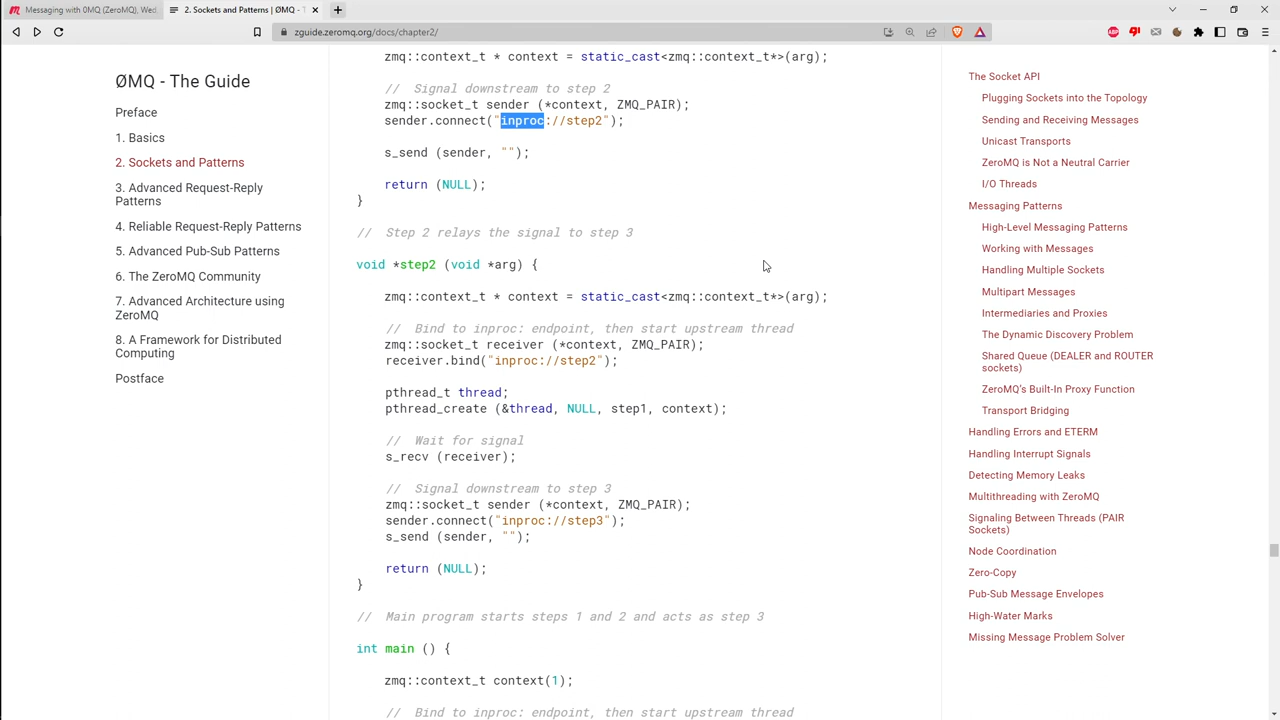 Messaging with 0MQ (ZeroMQ), Wed,
2. Sockets and Patterns | ØMQ - T
zguide.zeromq.org/docs/chapter2/
ØMQ - The Guide
Preface
1. Basics
2. Sockets and Patterns
3. Advanced Request-Reply
Patterns
4. Reliable Request-Reply Patterns
5. Advanced Pub-Sub Patterns
6. The ZeroMQ Community
7. Advanced Architecture using
ZeroMQ
8. A Framework for Distributed
Computing
Postface
zmq::context_t * context = static_cast<zmq::context_t*>(arg);
// Signal downstream to step 2
zmq::socket_t sender (*context, ZMQ_PAIR);
sender.connect("inproc://step2");
s_send (sender, "");
return (NULL);
}
// Step 2 relays the signal to step 3
void *step2 (void *arg) {
zmq::context_t * context = static_cast<zmq::context_t*>(arg);
// Bind to inproc: endpoint, then start upstream thread
zmq::socket_t receiver (*context, ZMQ_PAIR);
receiver.bind("inproc://step2");
pthread_t thread;
pthread_create (&thread, NULL, step1, context);
// Wait for signal
s_recv (receiver);
// Signal downstream to step 3
zmq::socket_t sender (*context, ZMQ_PAIR);
sender.connect("inproc://step3");
s_send (sender, "");
return (NULL);
}
// Main program starts steps 1 and 2 and acts as step 3
int main () {
zmq::context_t context(1);
// Bind to inproc: endpoint, then start upstream thread
The Socket API
Plugging Sockets into the Topology
Sending and Receiving Messages
Unicast Transports
ZeroMQ is Not a Neutral Carrier
I/O Threads
Messaging Patterns
High-Level Messaging Patterns
Working with Messages
Handling Multiple Sockets
Multipart Messages
Intermediaries and Proxies
The Dynamic Discovery Problem
Shared Queue (DEALER and ROUTER
sockets)
ZeroMQ's Built-In Proxy Function
Transport Bridging
Handling Errors and ETERM
Handling Interrupt Signals
Detecting Memory Leaks
Multithreading with ZeroMQ
Signaling Between Threads (PAIR
Sockets)
Node Coordination
Zero-Copy
Pub-Sub Message Envelopes
High-Water Marks
Missing Message Problem Solver